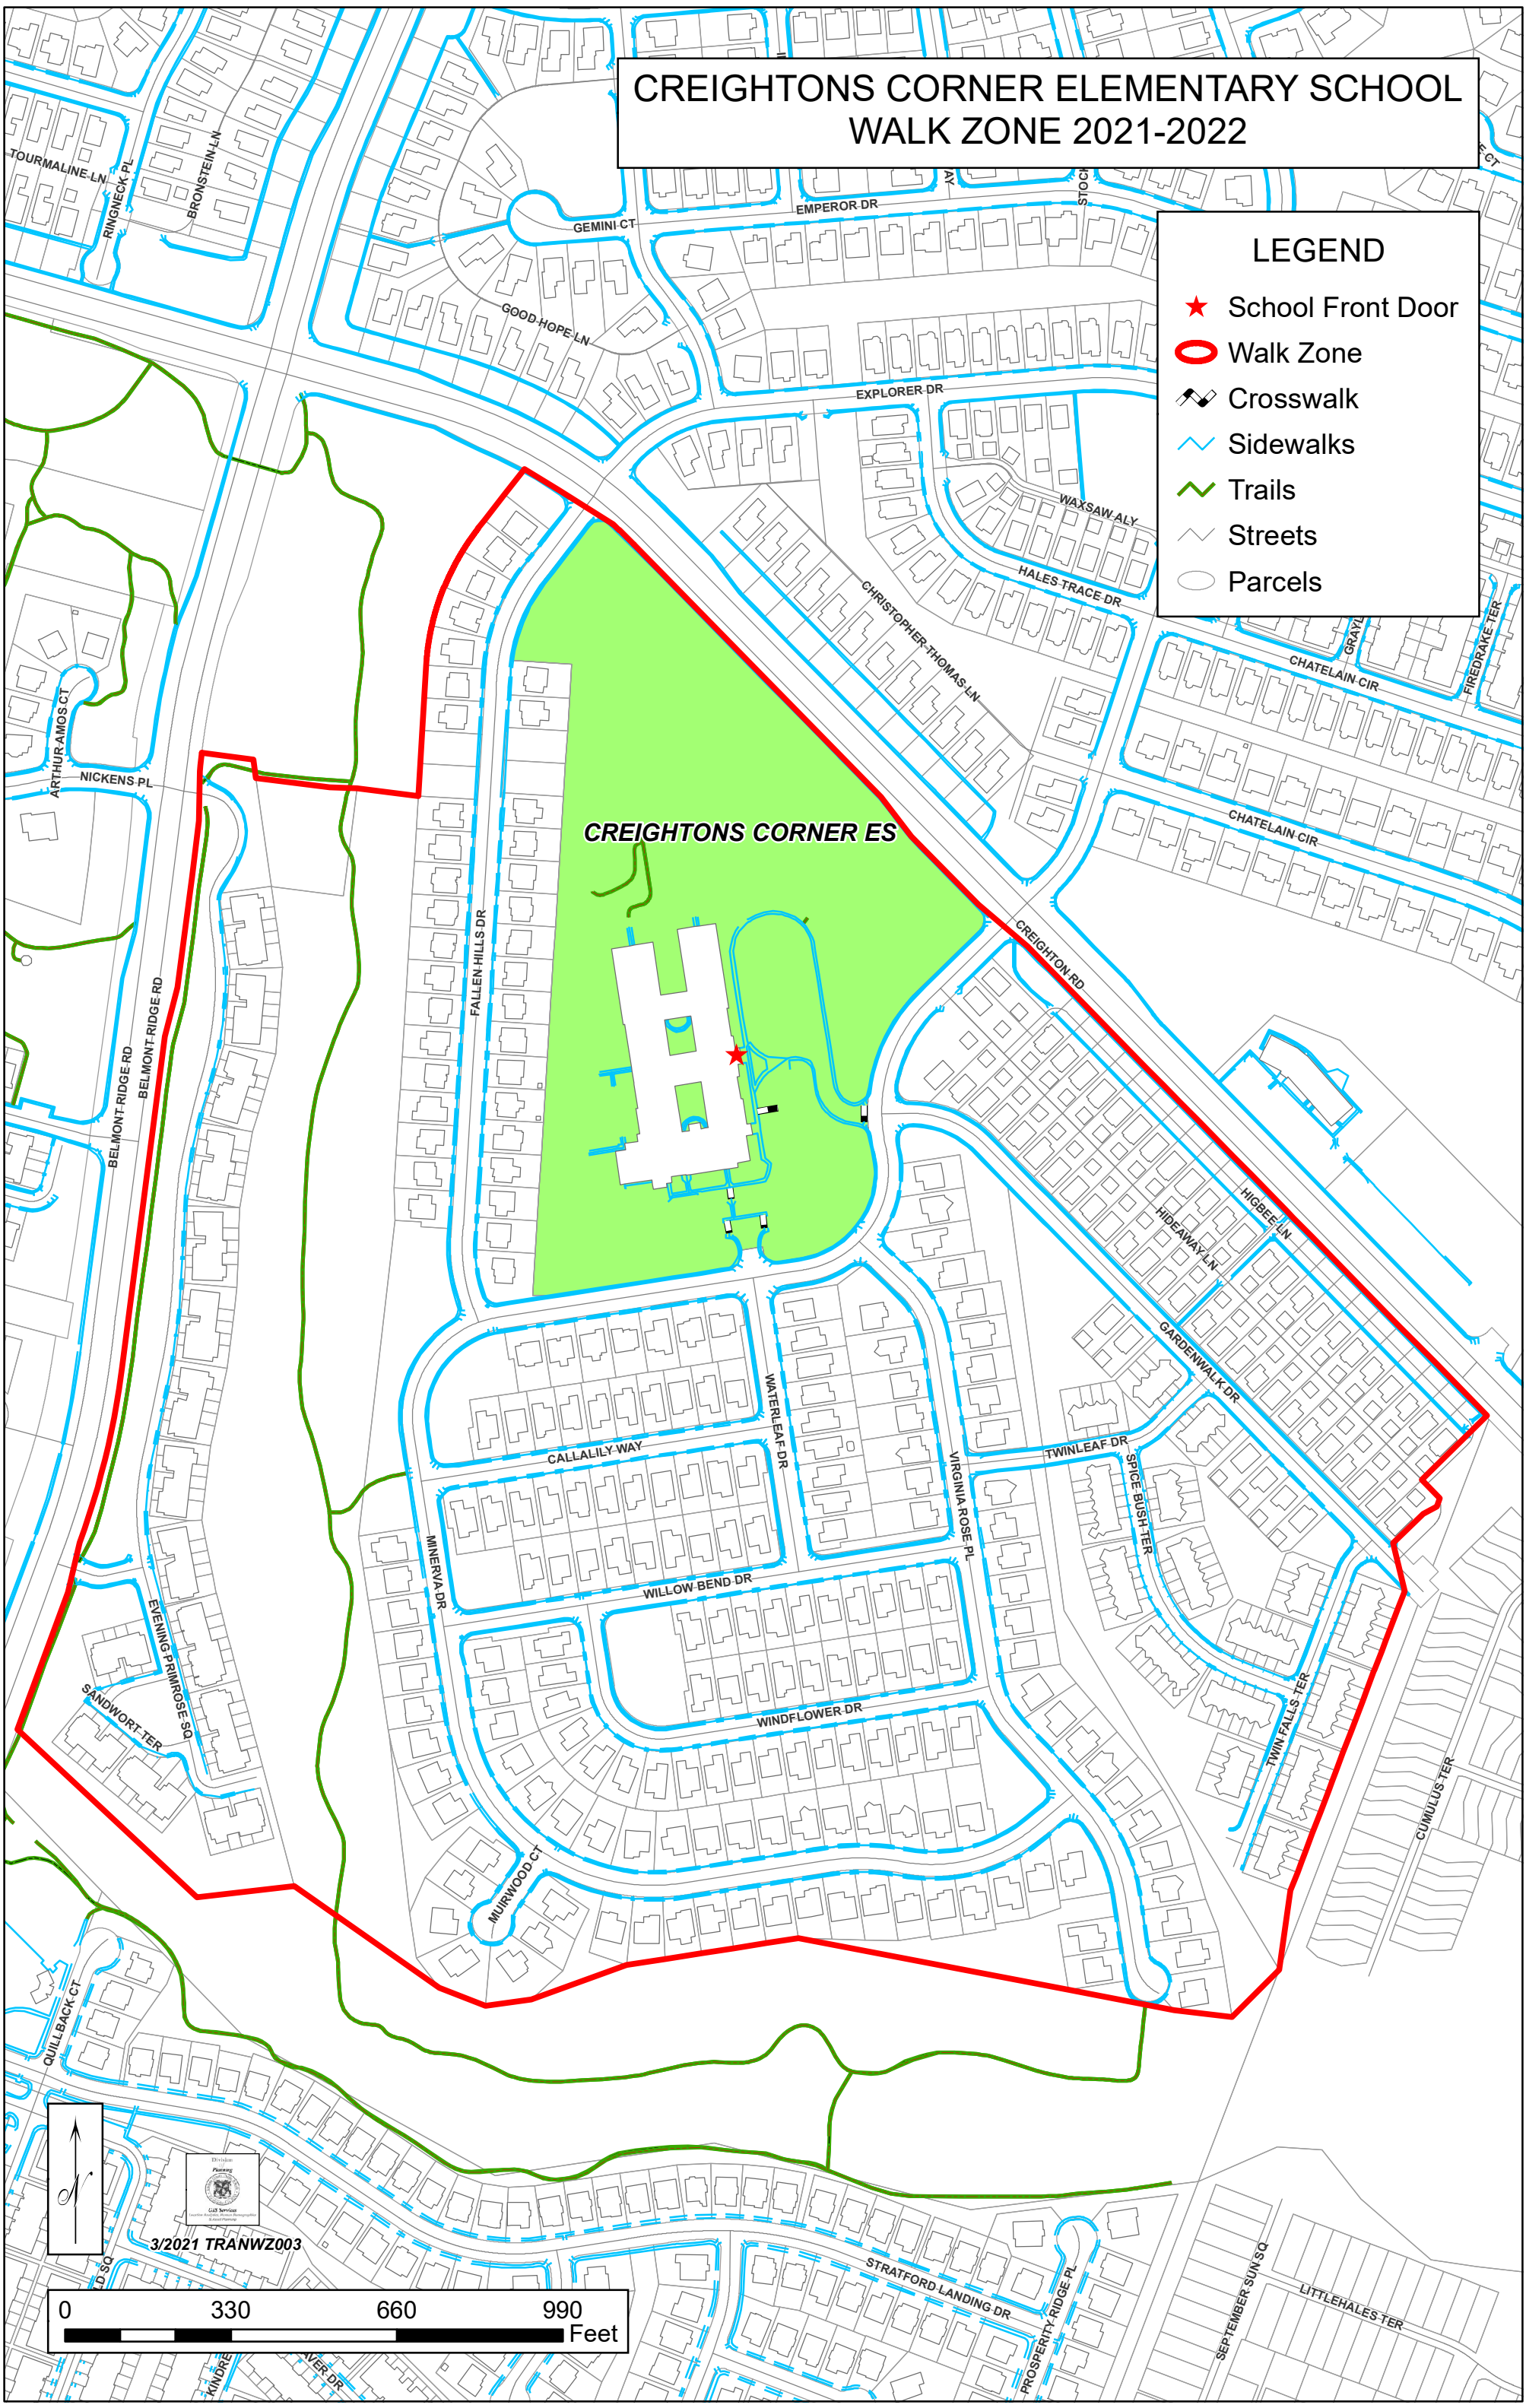 CREIGHTONS CORNER ELEMENTARY SCHOOL
WALK ZONE 2021-2022
LEGEND
School Front Door
Walk Zone
Crosswalk
Sidewalks
Trails
Streets
Parcels
TOURMALINE LN
RINGNECK PL
BRONSTEIN LN
GEMINI CT
EMPEROR DR
GOOD HOPE LN
EXPLORER DR
WAXSAW ALY
HALES TRACE DR
CHRISTOPHER THOMAS LN
CHATELAIN CIR
FIREDRAKE TER
CHATELAIN CIR
ARTHUR AMOS CT
NICKENS PL
CREIGHTONS CORNER ES
FALLEN HILLS DR
CREIGHTON RD
BELMONT RIDGE RD
BELMONT RIDGE RD
HIGBEE LN
HIDEAWAY LN
GARDENWALK DR
WATERLEAF DR
CALLALILY WAY
TWINLEAF DR
VIRGINIA ROSE PL
SPICE BUSH TER
MINERVA DR
WILLOW BEND DR
EVENING PRIMROSE SQ
SANDWORT TER
WINDFLOWER DR
TWIN FALLS TER
CUMULUS TER
MUIRWOOD CT
QUILLBACK CT
N
Division
Planning
GIS Services
3/2021 TRANWZ003
STRATFORD LANDING DR
PROSPERITY RIDGE PL
SEPTEMBER SUN SQ
LITTLEHALES TER
0 330 660 990
Feet